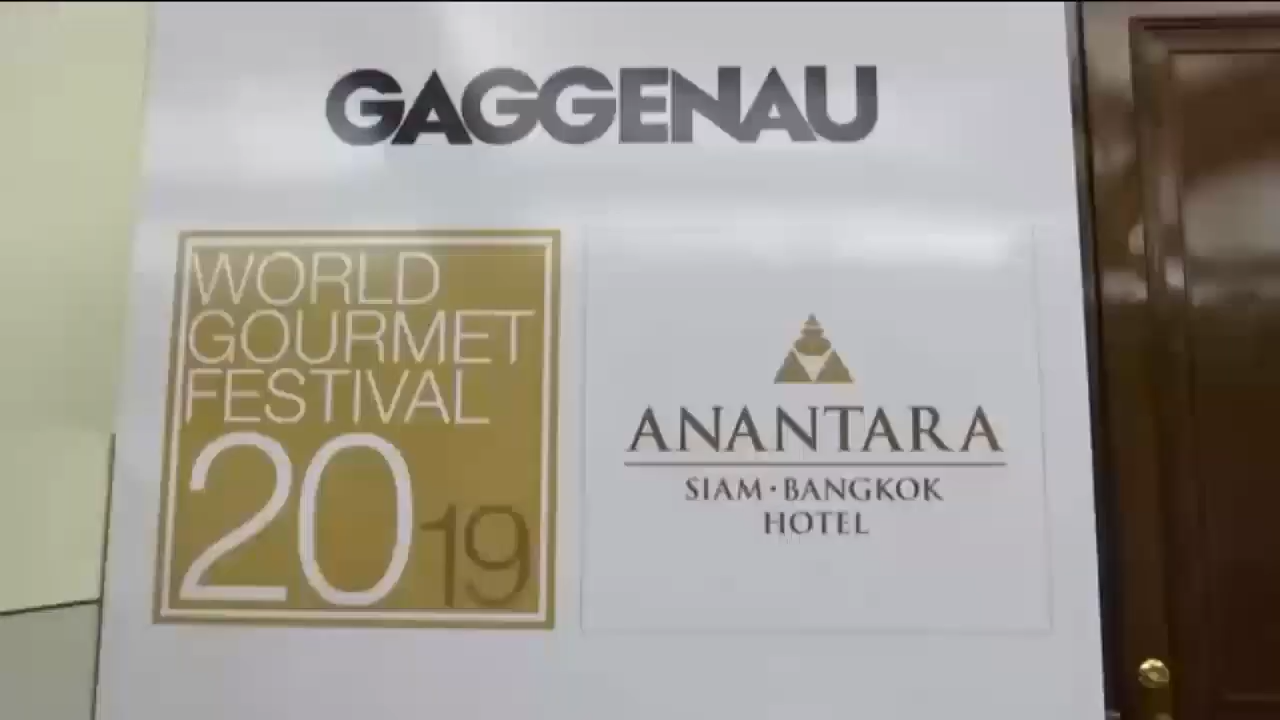 GAGGENAU
WORLD
GOURMET
FESTIVAL
2019
ANANTARA
SIAM · BANGKOK
HOTEL